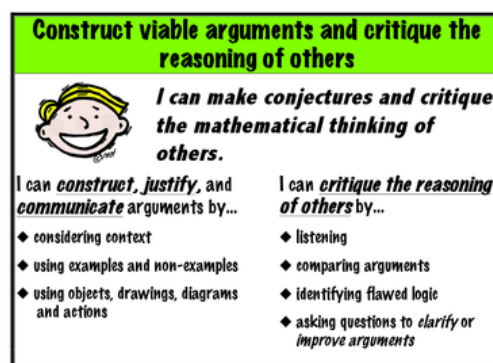 Construct viable arguments and critique the
reasoning of others
I can make conjectures and critique
the mathematical thinking of
others.
I can construct, justify, and
communicate arguments by...
◆ considering context
◆ using examples and non-examples
◆ using objects, drawings, diagrams
and actions
I can critique the reasoning
of others by...
◆ listening
◆ comparing arguments
◆ identifying flawed logic
◆ asking questions to clarify or
improve arguments